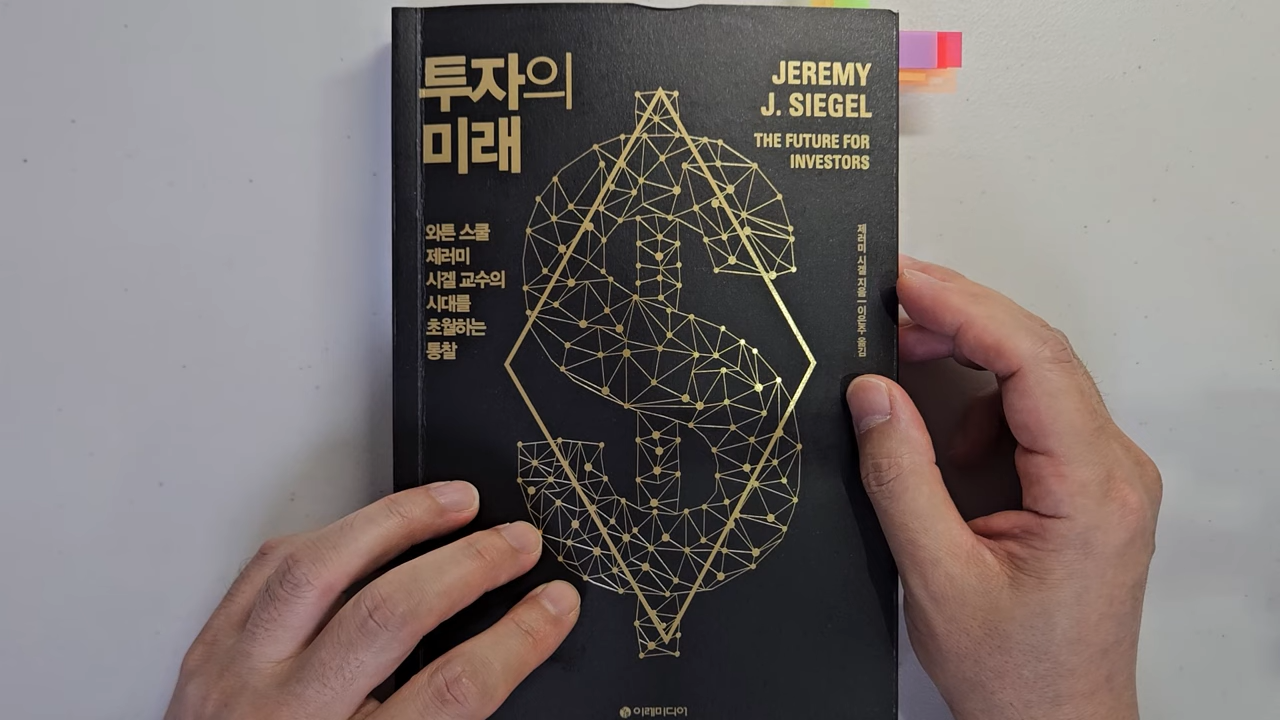 투자의
미래
JEREMY
J. SIEGEL
THE FUTURE FOR
INVESTORS
와튼 스쿨
제러미
시겔 교수의
시대를
초월하는
통찰
제러미 시겔 지음 | 이은주 옮김
이레미디어